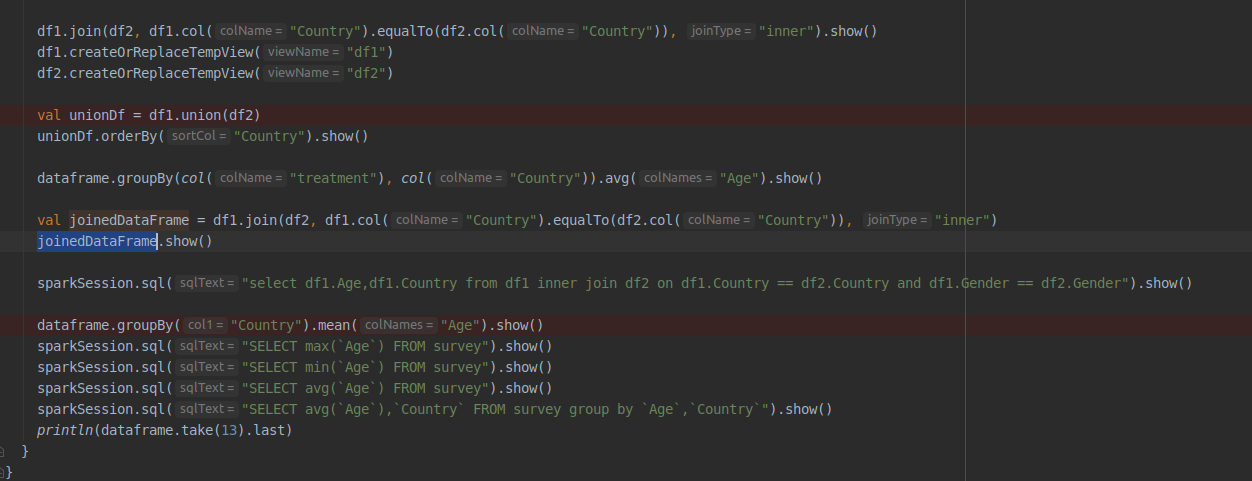 df1.join(df2, df1.col( colName = "Country").equalTo(df2.col( colName = "Country")), joinType = "inner").show()
df1.createOrReplaceTempView( viewName = "df1")
df2.createOrReplaceTempView( viewName = "df2")
val unionDf = df1.union(df2)
unionDf.orderBy( sortCol = "Country").show()
dataframe.groupBy(col( colName = "treatment"), col( colName = "Country")).avg( colNames = "Age").show()
val joinedDataFrame = df1.join(df2, df1.col( colName = "Country").equalTo(df2.col( colName = "Country")), joinType = "inner")
joinedDataFrame.show()
sparkSession.sql( sqlText = "select df1.Age,df1.Country from df1 inner join df2 on df1.Country == df2.Country and df1.Gender == df2.Gender").show()
dataframe.groupBy( col1 = "Country").mean( colNames = "Age").show()
sparkSession.sql( sqlText = "SELECT max(`Age`) FROM survey").show()
sparkSession.sql( sqlText = "SELECT min(`Age`) FROM survey").show()
sparkSession.sql( sqlText = "SELECT avg(`Age`) FROM survey").show()
sparkSession.sql( sqlText = "SELECT avg(`Age`),`Country` FROM survey group by `Age`,`Country`").show()
println(dataframe.take(13).last)
}
}